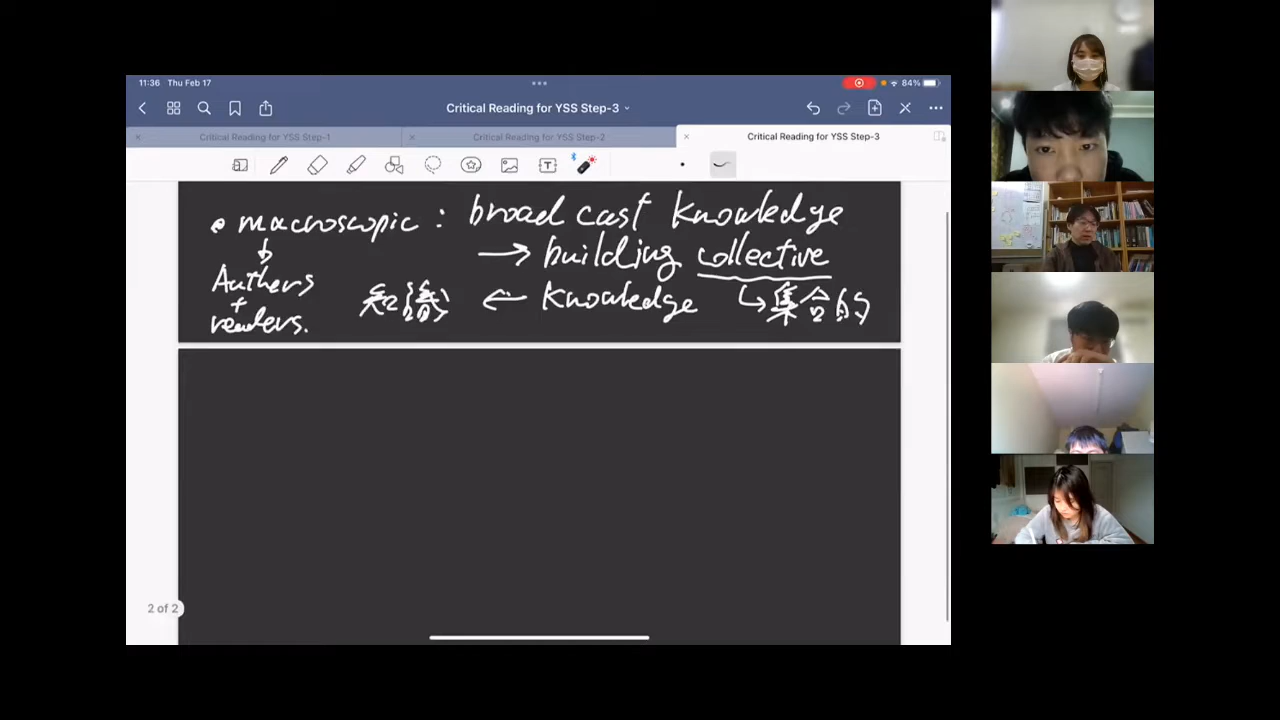 11:36 Thu Feb 17
84%
Critical Reading for YSS Step-3
Critical Reading for YSS Step-1
Critical Reading for YSS Step-2
Critical Reading for YSS Step-3
T
macroscopic : broad cast knowledge
→ building collective
Authers
知識 ← knowledge ↳ 集合的
+
readers.
2 of 2